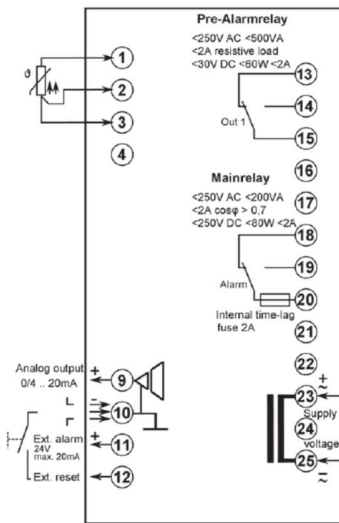 Pre-Alarmrelay
<250V AC <500VA
<2A resistive load
<30V DC <60W <2A
1
2
3
4
ϑ
13
14
15
Out 1
16
17
Mainrelay
<250V AC <200VA
<2A cosφ > 0,7
<250V DC <80W <2A
18
19
Alarm
20
Internal time-lag
fuse 2A
21
22
Analog output
0/4 .. 20mA
+
9
-
10
Ext. alarm
24V
max. 20mA
+
11
Ext. reset
12
+
~
23
Supply
24
voltage
25
-
~